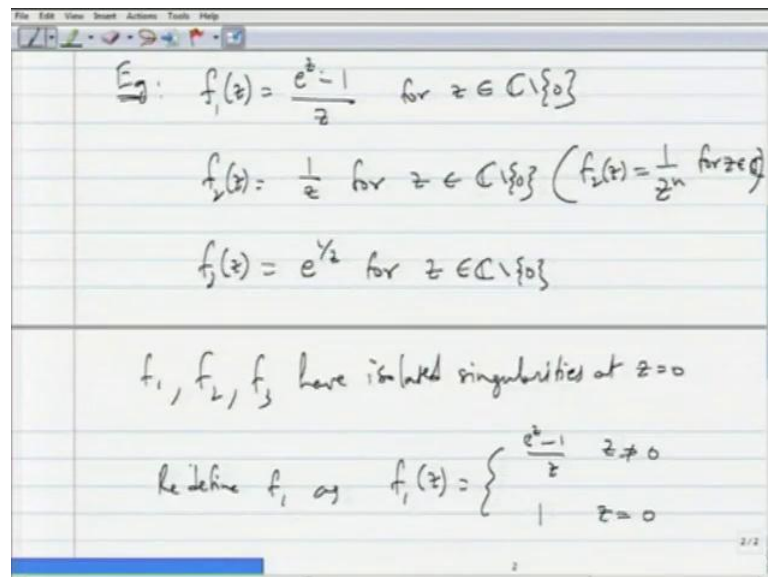 File Edit View Insert Actions Tools Help
Eg: f₁(z) = (e^z - 1)/z for z ∈ ℂ\{0}
f₂(z) = 1/z for z ∈ ℂ\{0} (f₂(z) = 1/zⁿ for z ∈ ℂ)
f₃(z) = e^{1/z} for z ∈ ℂ\{0}
f₁, f₂, f₃ have isolated singularities at z=0
Redefine f₁ as f₁(z) = { (e^z - 1)/z z ≠ 0
1 z = 0
2/2
2